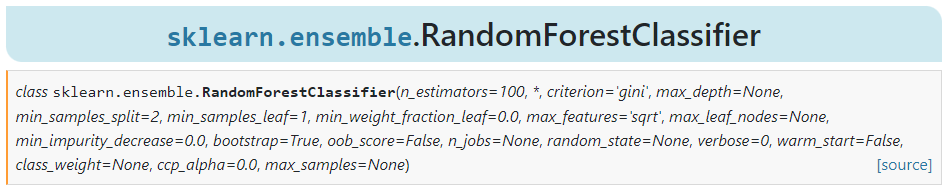 sklearn.ensemble.RandomForestClassifier
class sklearn.ensemble.RandomForestClassifier(n_estimators=100, *, criterion='gini', max_depth=None,
min_samples_split=2, min_samples_leaf=1, min_weight_fraction_leaf=0.0, max_features='sqrt', max_leaf_nodes=None,
min_impurity_decrease=0.0, bootstrap=True, oob_score=False, n_jobs=None, random_state=None, verbose=0, warm_start=False,
class_weight=None, ccp_alpha=0.0, max_samples=None) [source]